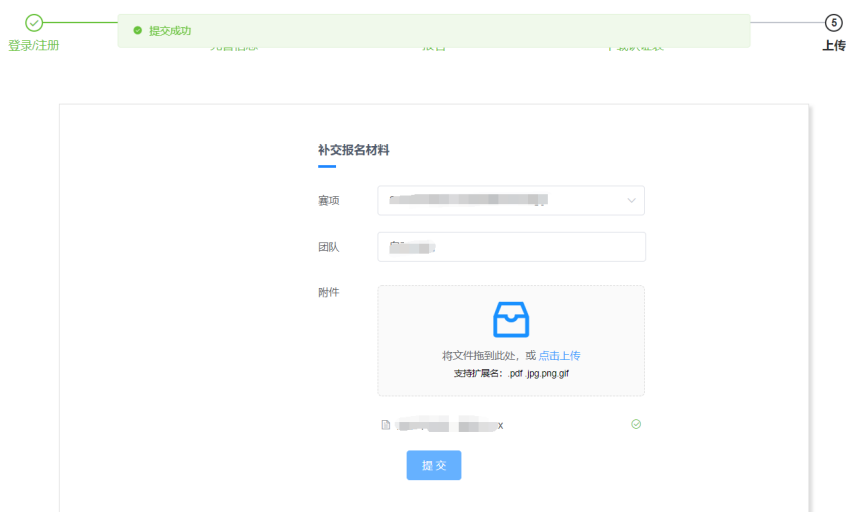 提交成功
5
登录/注册
上传
补交报名材料
赛项
团队
附件
将文件拖到此处，或 点击上传
支持扩展名：.pdf .jpg.png.gif
x
提交